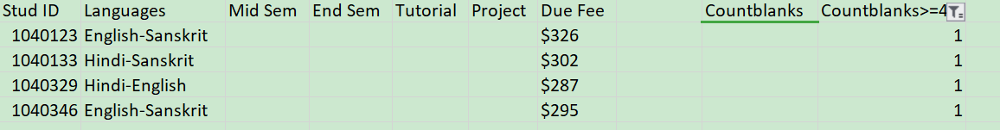 Stud ID Languages Mid Sem End Sem Tutorial Project Due Fee Countblanks Countblanks>=4
1040123 English-Sanskrit $326 1
1040133 Hindi-Sanskrit $302 1
1040329 Hindi-English $287 1
1040346 English-Sanskrit $295 1